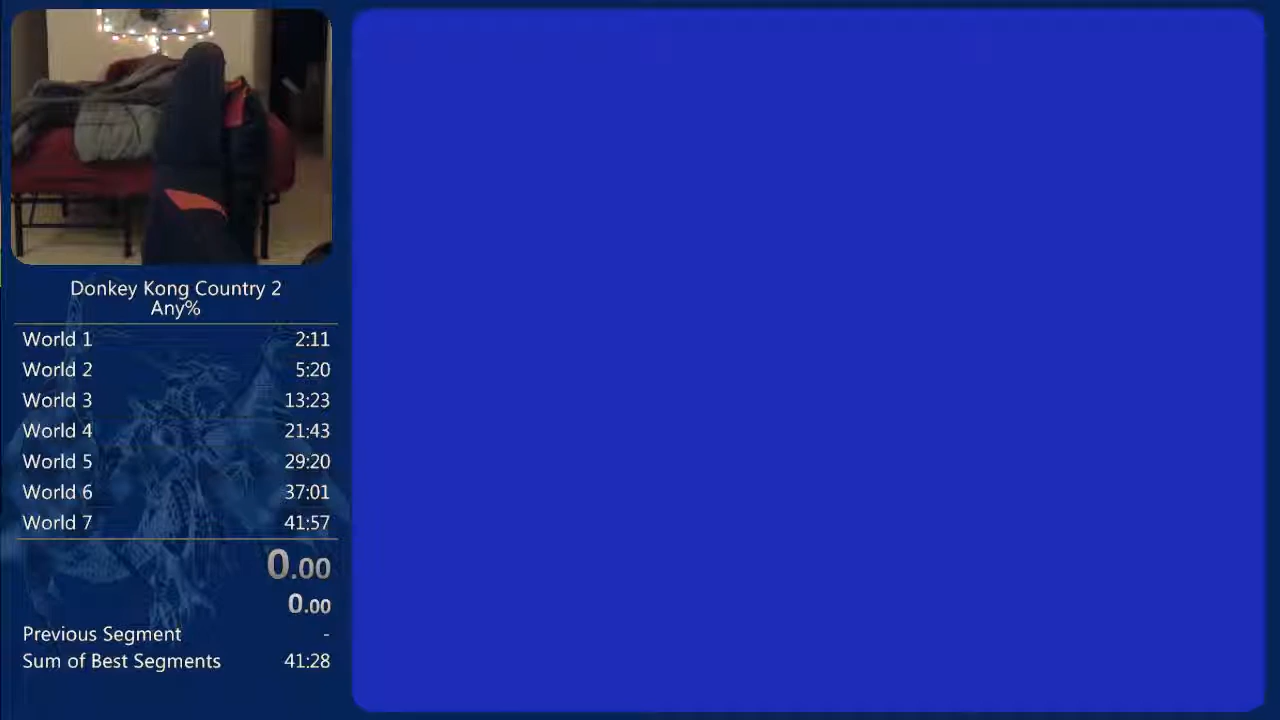 Donkey Kong Country 2
Any%
World 1 2:11
World 2 5:20
World 3 13:23
World 4 21:43
World 5 29:20
World 6 37:01
World 7 41:57
0.00
0.00
Previous Segment -
Sum of Best Segments 41:28